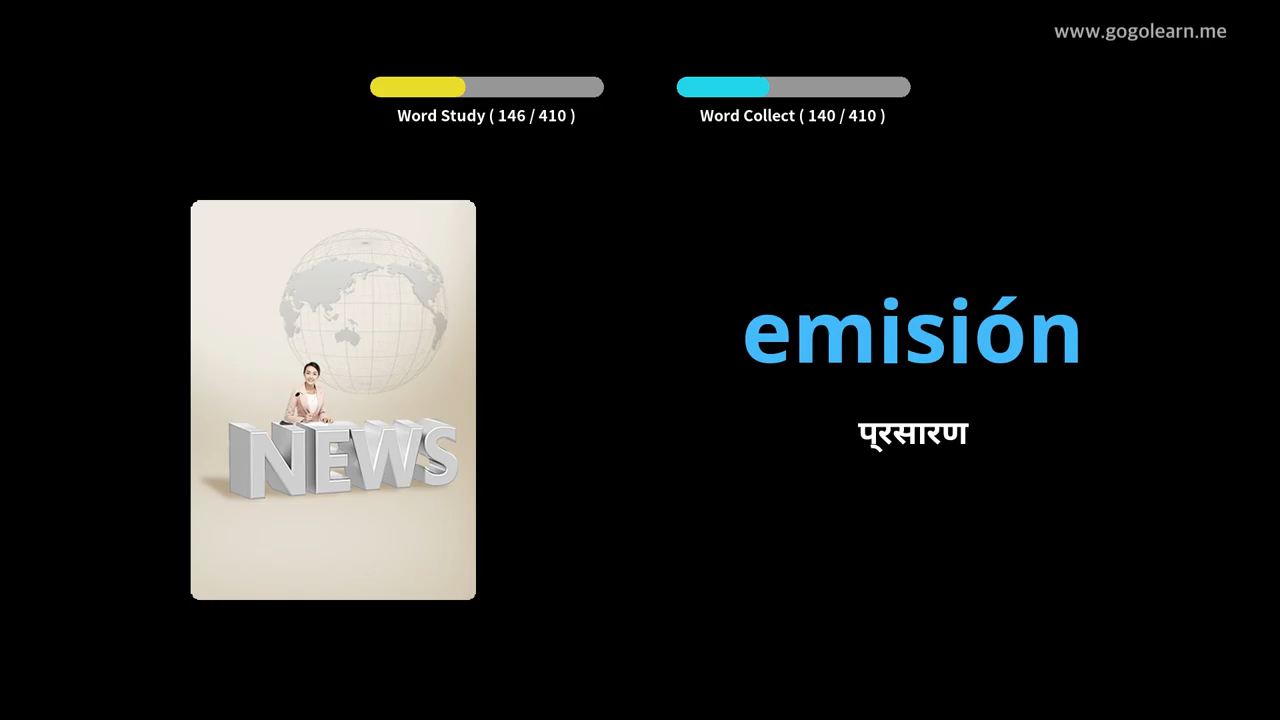 www.gogolearn.me
Word Study ( 146 / 410 )
Word Collect ( 140 / 410 )
NEWS
emisión
प्रसारण